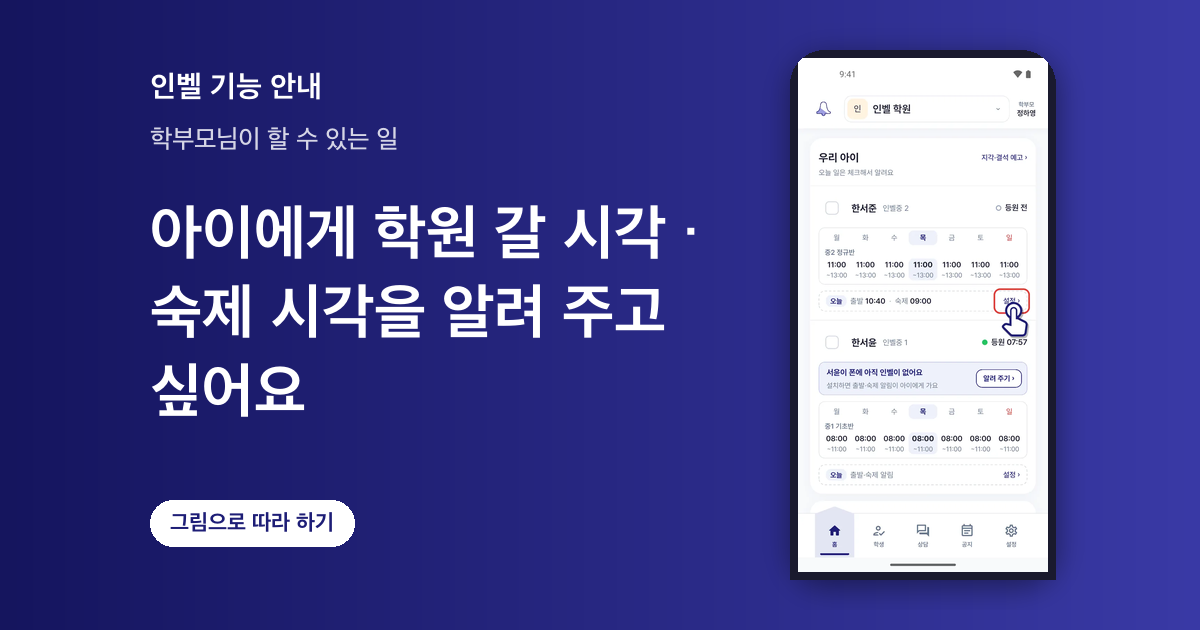 인벨 기능 안내
학부모님이 할 수 있는 일
아이에게 학원 갈 시각 ·
숙제 시각을 알려 주고
싶어요
그림으로 따라 하기
9:41
인 인벨 학원
학부모
정하영
우리 아이 지각·결석 예고 ›
오늘 일은 체크해서 알려요
한서준 인벨중 2 등원 전
월 화 수 목 금 토 일
중2 정규반
11:00 11:00 11:00 11:00 11:00 11:00 11:00
~13:00 ~13:00 ~13:00 ~13:00 ~13:00 ~13:00 ~13:00
오늘 출발 10:40 · 숙제 09:00 설정 ›
한서윤 인벨중 1 등원 07:57
서윤이 폰에 아직 인벨이 없어요
설치하면 출발·숙제 알림이 아이에게 가요
알려 주기 ›
월 화 수 목 금 토 일
중1 기초반
08:00 08:00 08:00 08:00 08:00 08:00 08:00
~11:00 ~11:00 ~11:00 ~11:00 ~11:00 ~11:00 ~11:00
오늘 출발·숙제 알림 설정 ›
홈 학생 상담 공지 설정